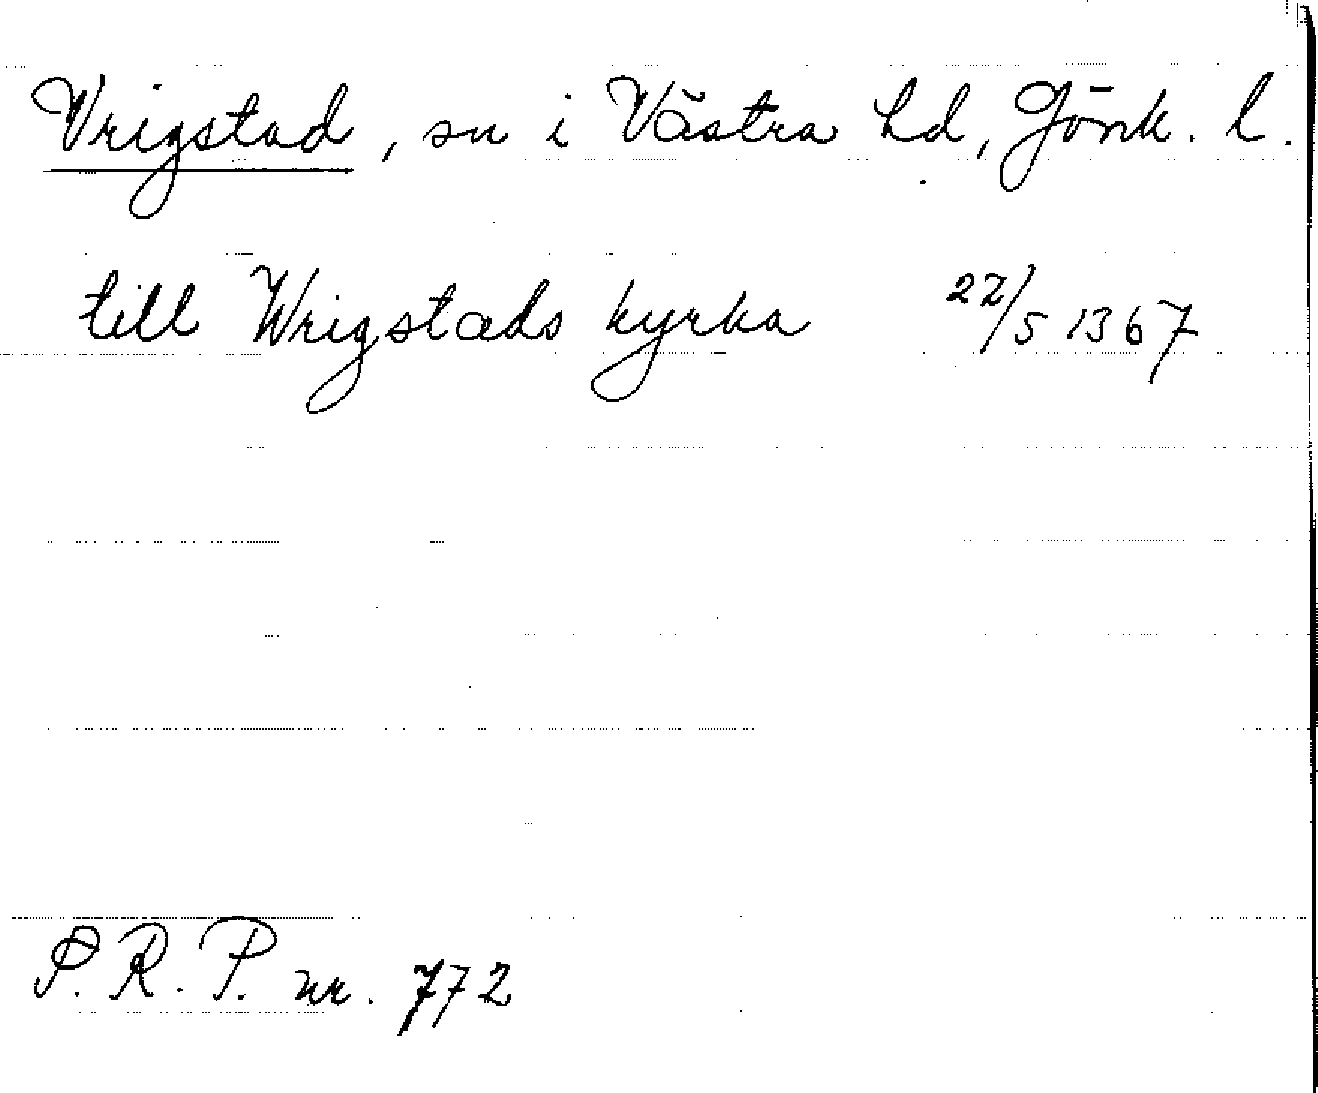 Vrigstad, sn i Västra hd, Jönk. l.
till Wrigstads kyrka 22/5 1367
S.R.P. nr. 772